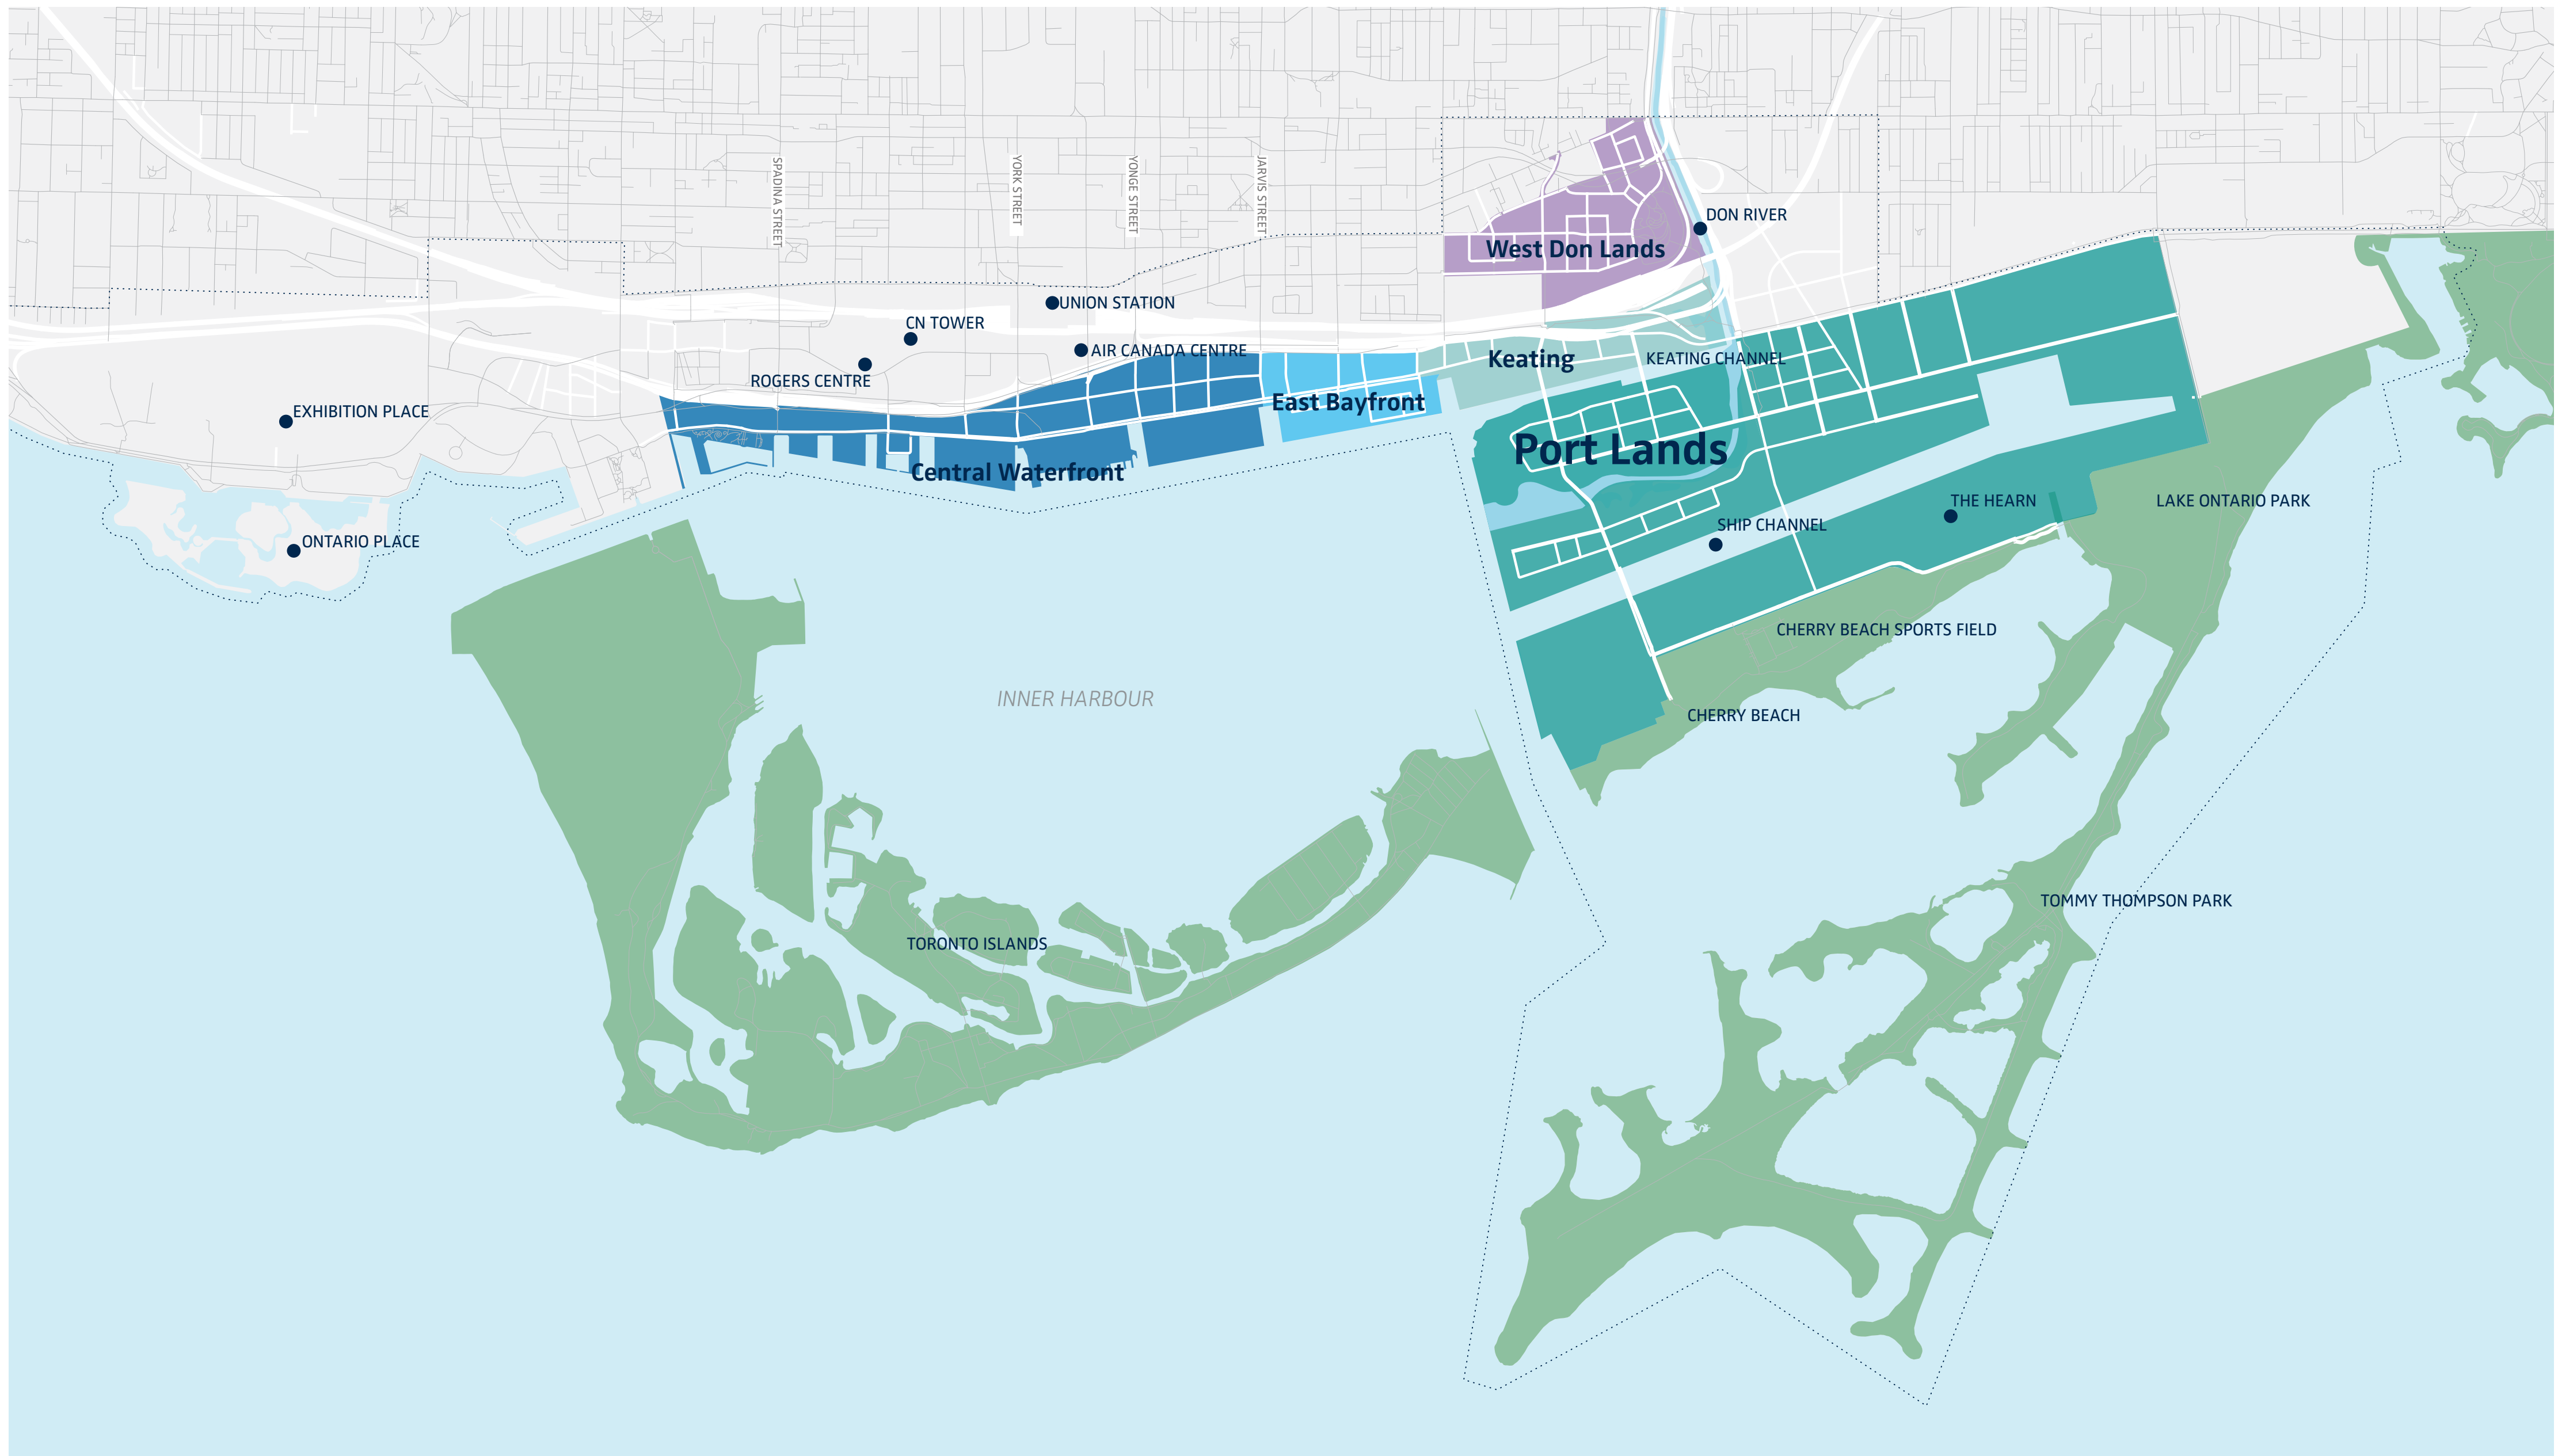 SPADINA STREET
YORK STREET
YONGE STREET
JARVIS STREET
DON RIVER
West Don Lands
UNION STATION
CN TOWER
AIR CANADA CENTRE
ROGERS CENTRE
Keating
KEATING CHANNEL
East Bayfront
EXHIBITION PLACE
Port Lands
Central Waterfront
THE HEARN
LAKE ONTARIO PARK
SHIP CHANNEL
ONTARIO PLACE
CHERRY BEACH SPORTS FIELD
INNER HARBOUR
CHERRY BEACH
TOMMY THOMPSON PARK
TORONTO ISLANDS